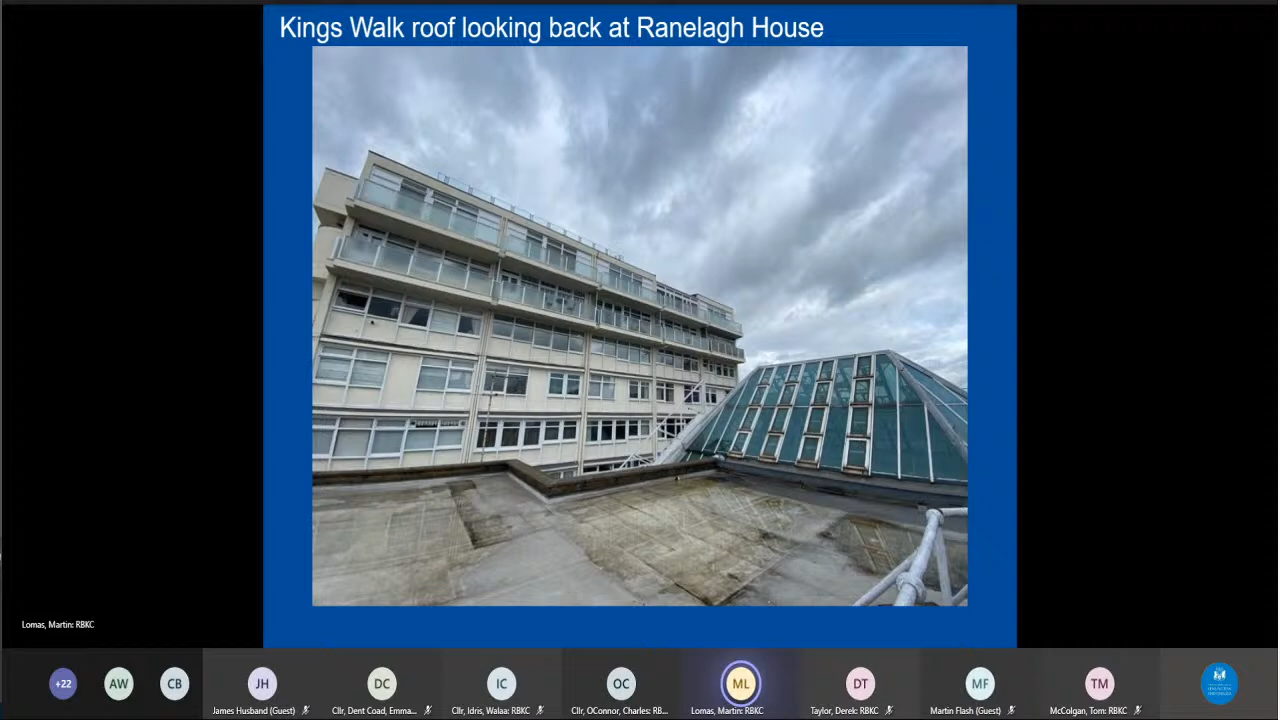 Kings Walk roof looking back at Ranelagh House
Lomas, Martin: RBKC
+22
AW
CB
JH
DC
IC
OC
ML
DT
MF
TM
James Husband (Guest)
Cllr, Dent Coad, Emma...
Cllr, Idris, Walaa: RBKC
Cllr, OConnor, Charles: RB...
Lomas, Martin: RBKC
Taylor, Derek: RBKC
Martin Flash (Guest)
McColgan, Tom: RBKC